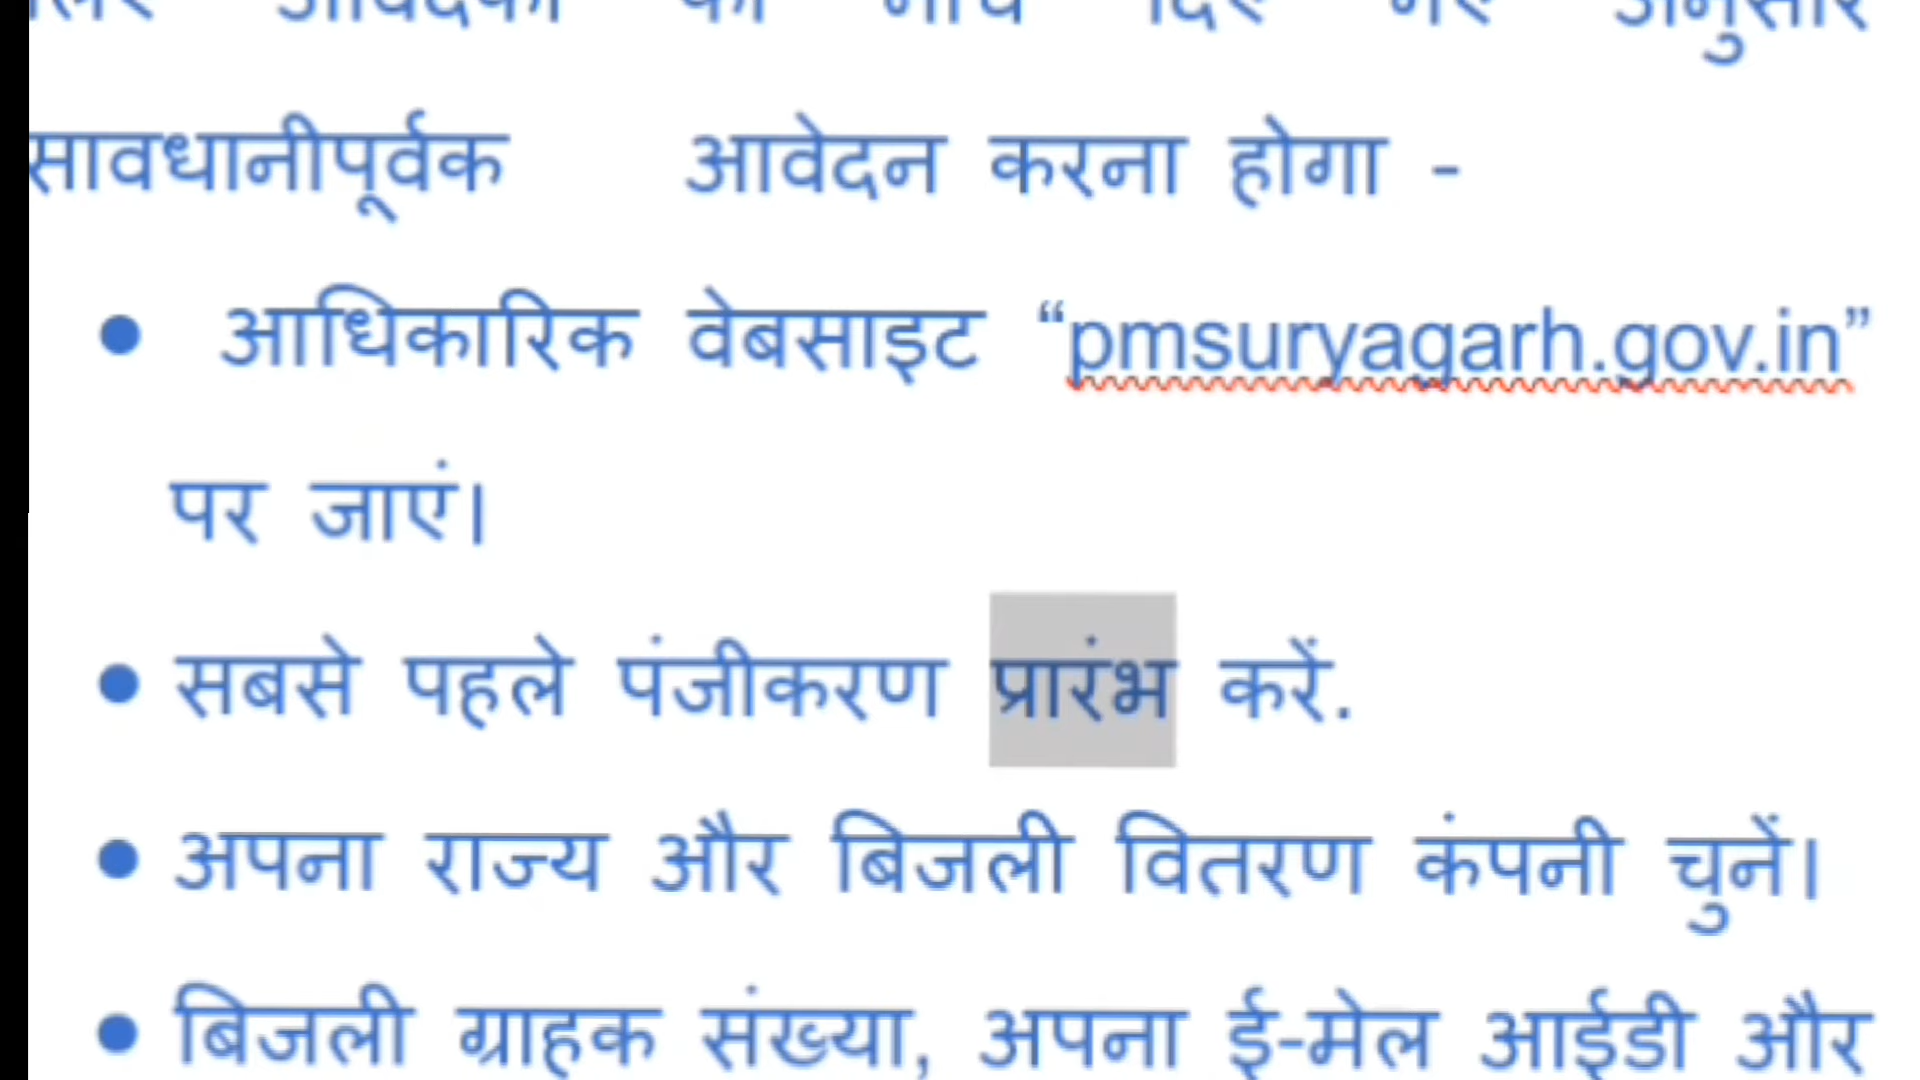 अनुसार
सावधानीपूर्वक आवेदन करना होगा -
● आधिकारिक वेबसाइट “pmsuryagarh.gov.in”
पर जाएं।
● सबसे पहले पंजीकरण प्रारंभ करें.
● अपना राज्य और बिजली वितरण कंपनी चुनें।
● बिजली ग्राहक संख्या, अपना ई-मेल आईडी और